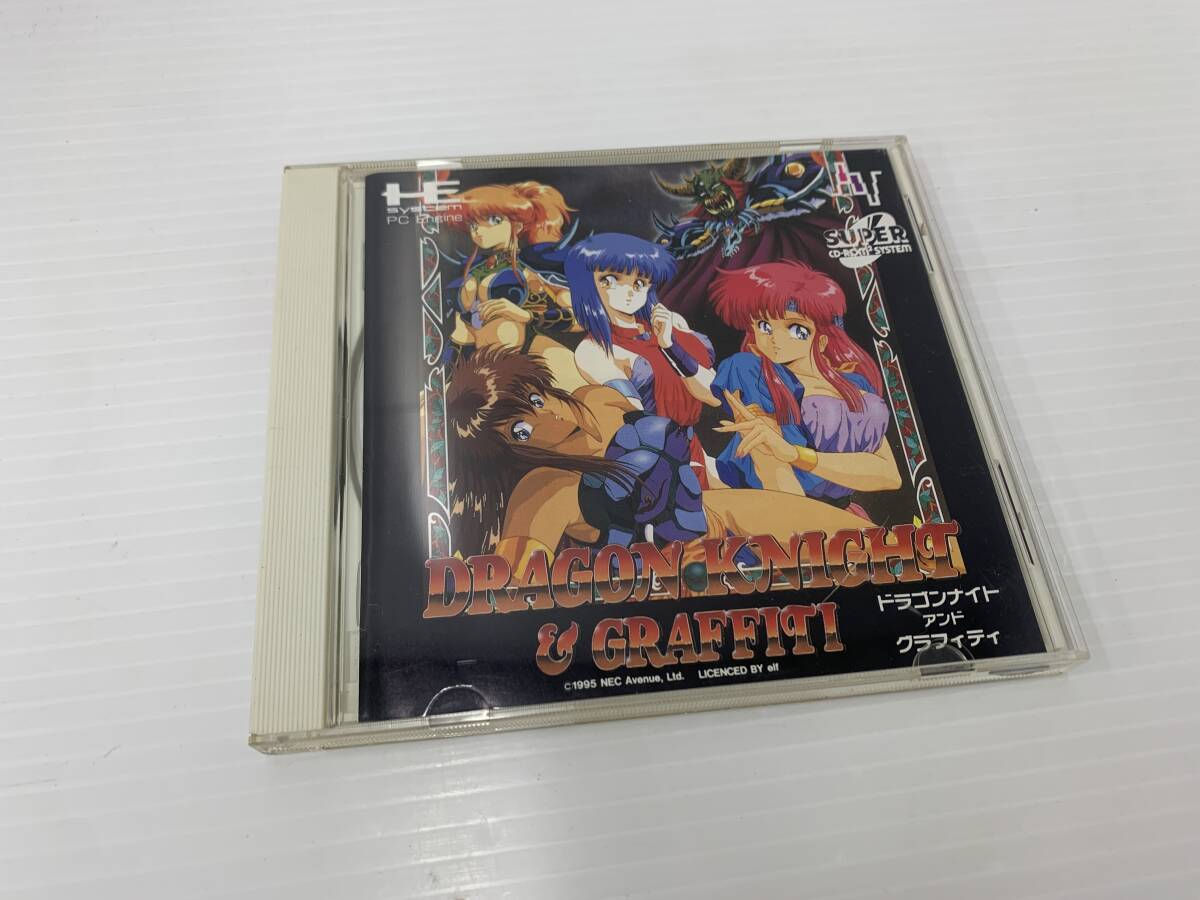 HE
system
PC Engine
SUPER
CD-ROM² SYSTEM
DRAGON KNIGHT
& GRAFFITI
ドラゴンナイト
アンド
グラフィティ
©1995 NEC Avenue, Ltd. LICENCED BY elf